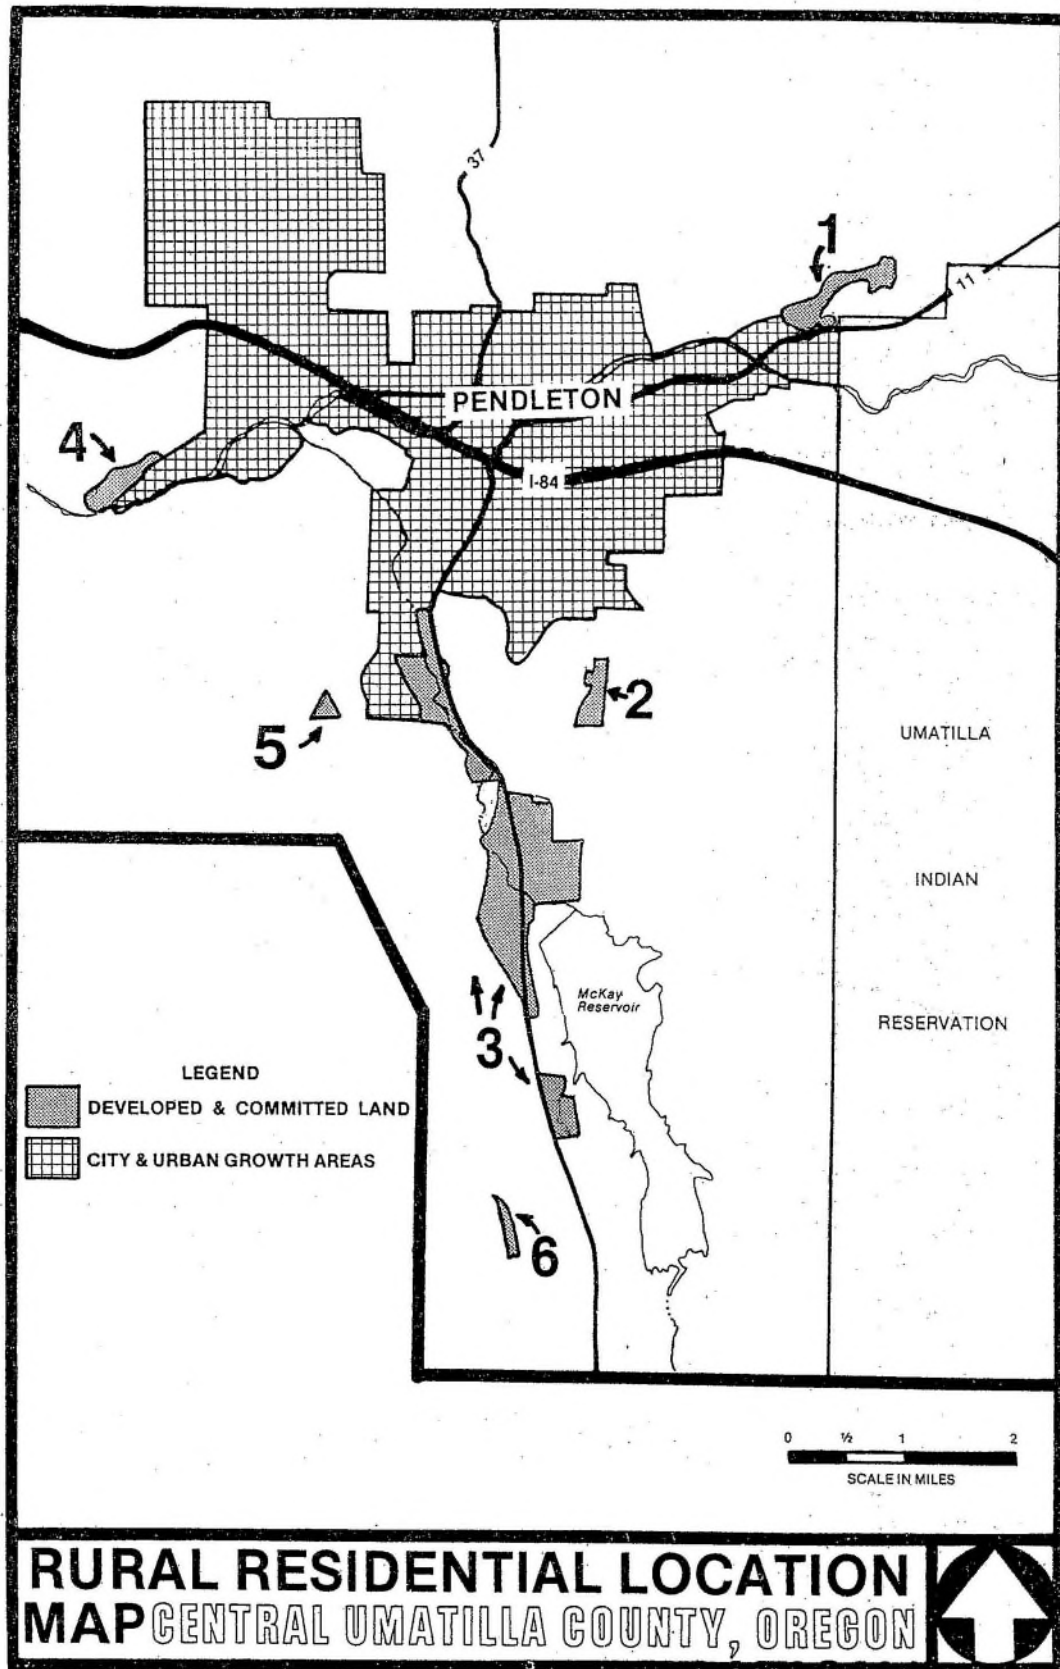 37
1
11
PENDLETON
4
I-84
2
5
UMATILLA
INDIAN
McKay
Reservoir
RESERVATION
3
LEGEND
DEVELOPED & COMMITTED LAND
CITY & URBAN GROWTH AREAS
6
0 ½ 1 2
SCALE IN MILES
RURAL RESIDENTIAL LOCATION
MAP CENTRAL UMATILLA COUNTY, OREGON